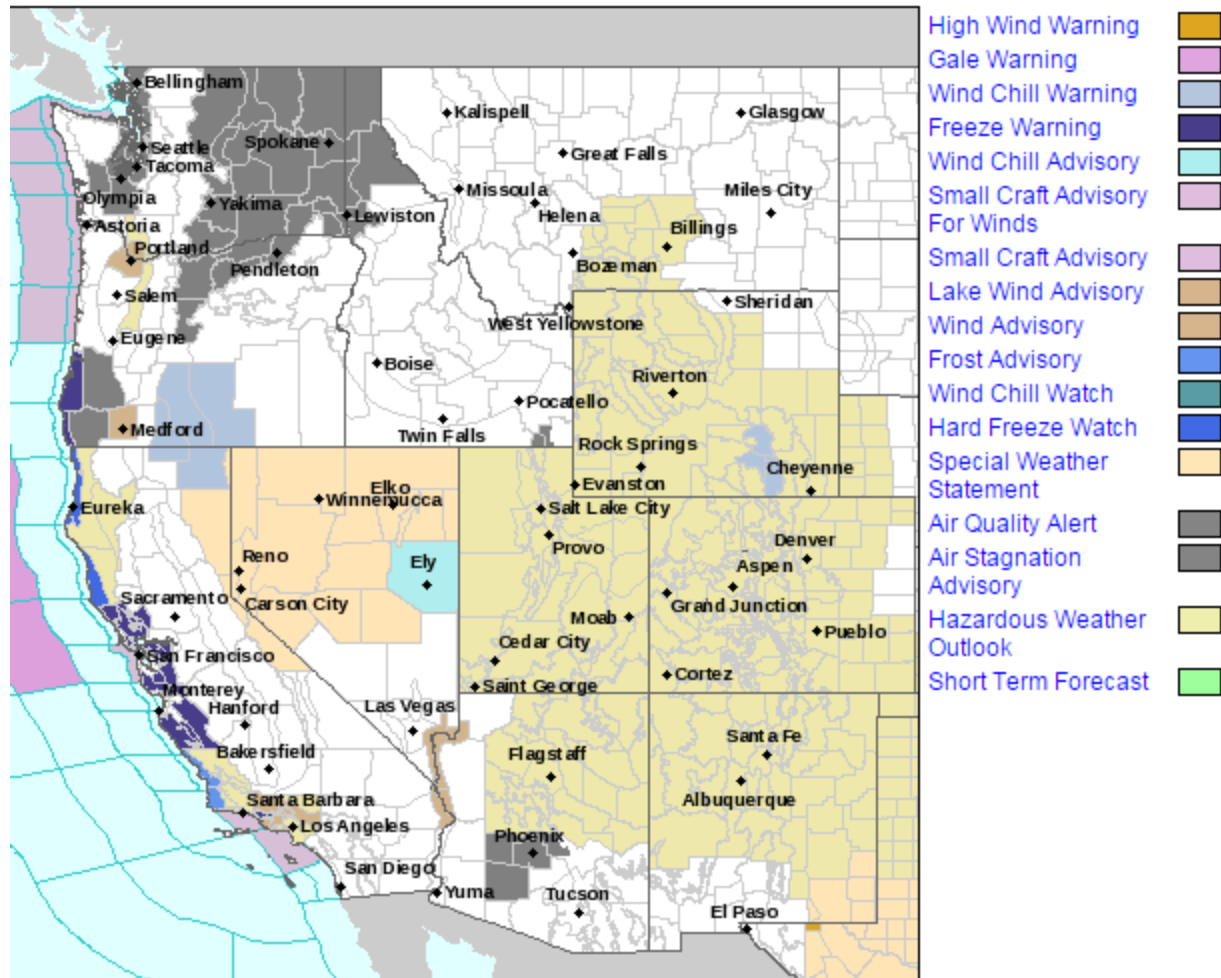 High Wind Warning
Gale Warning
Wind Chill Warning
Freeze Warning
Wind Chill Advisory
Small Craft Advisory
For Winds
Small Craft Advisory
Lake Wind Advisory
Wind Advisory
Frost Advisory
Wind Chill Watch
Hard Freeze Watch
Special Weather
Statement
Air Quality Alert
Air Stagnation
Advisory
Hazardous Weather
Outlook
Short Term Forecast
Bellingham
Kalispell
Glasgow
Seattle
Spokane
Great Falls
Tacoma
Olympia
Yakima
Lewiston
Missoula
Helena
Miles City
Astoria
Portland
Pendleton
Billings
Bozeman
Salem
West Yellowstone
Sheridan
Eugene
Boise
Riverton
Pocatello
Medford
Twin Falls
Rock Springs
Cheyenne
Evanston
Elko
Winnemucca
Eureka
Salt Lake City
Provo
Denver
Reno
Ely
Aspen
Sacramento
Carson City
Grand Junction
Moab
Pueblo
San Francisco
Cedar City
Cortez
Saint George
Monterey
Hanford
Las Vegas
Bakersfield
Flagstaff
Santa Fe
Albuquerque
Santa Barbara
Los Angeles
Phoenix
San Diego
Yuma
Tucson
El Paso